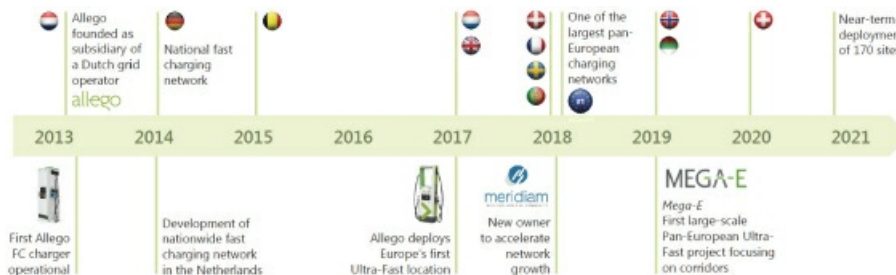 Allego
founded as
subsidiary of
a Dutch grid
operator
allego
National fast
charging
network
One of the
largest pan-
European
charging
networks
#1
Near-term
deployment
of 170 sites
2013
2014
2015
2016
2017
2018
2019
2020
2021
First Allego
FC charger
operational
Development of
nationwide fast
charging network
in the Netherlands
Allego deploys
Europe's first
Ultra-Fast location
meridiam
New owner
to accelerate
network
growth
MEGA-E
Mega-E
First large-scale
Pan-European Ultra-
Fast project focusing
on corridors